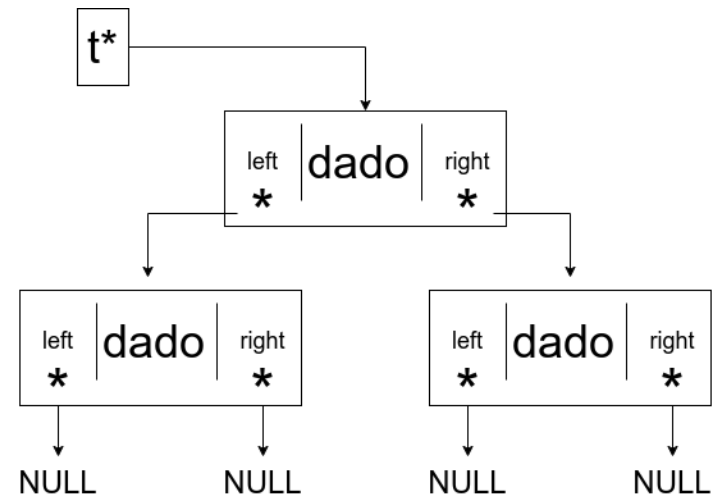 t*
left dado right
* *
left dado right left dado right
* * * *
NULL NULL NULL NULL